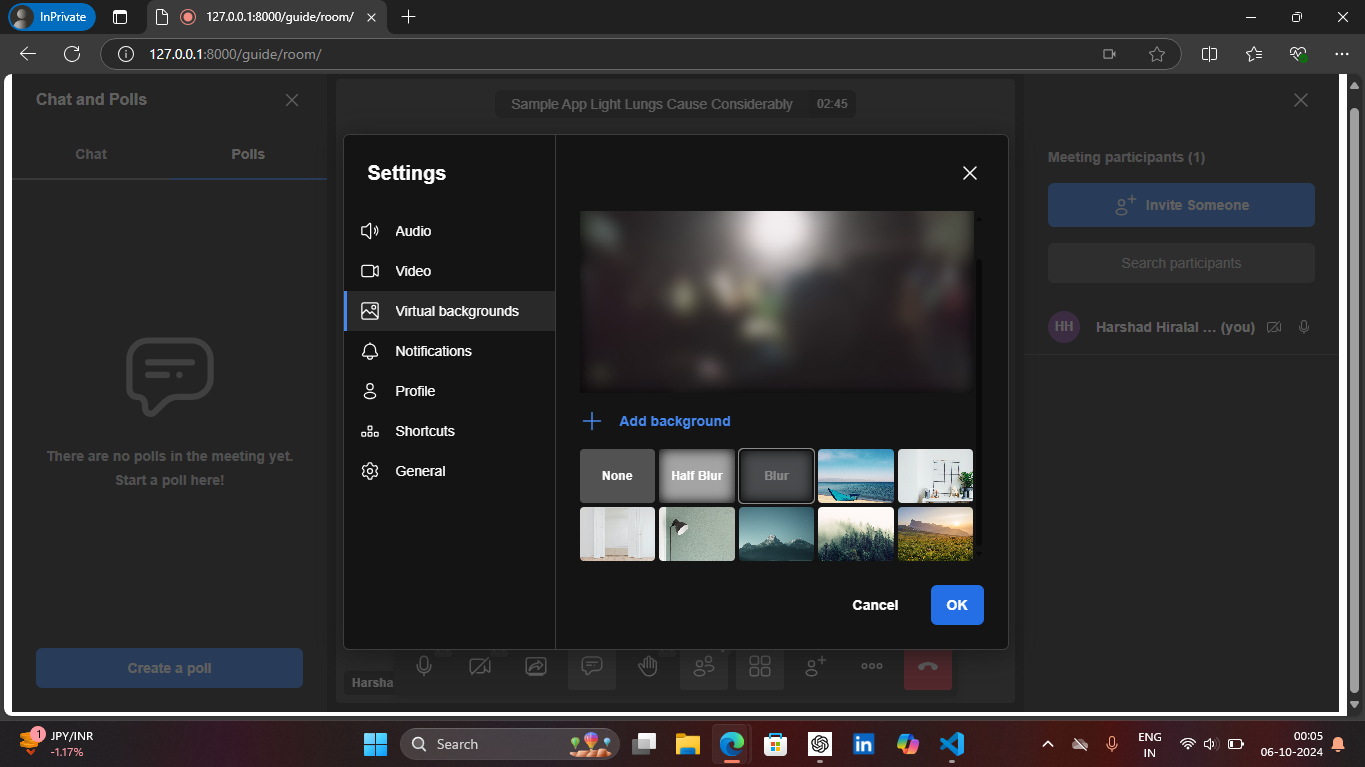 InPrivate
127.0.0.1:8000/guide/room/
127.0.0.1:8000/guide/room/
Chat and Polls
Chat
Polls
There are no polls in the meeting yet.
Start a poll here!
Create a poll
Sample App Light Lungs Cause Considerably
02:45
Settings
Audio
Video
Virtual backgrounds
Notifications
Profile
Shortcuts
General
Add background
None
Half Blur
Blur
Cancel
OK
Harsha
Meeting participants (1)
Invite Someone
Search participants
HH
Harshad Hiralal ... (you)
1
JPY/INR
-1.17%
Search
ENG
IN
00:05
06-10-2024